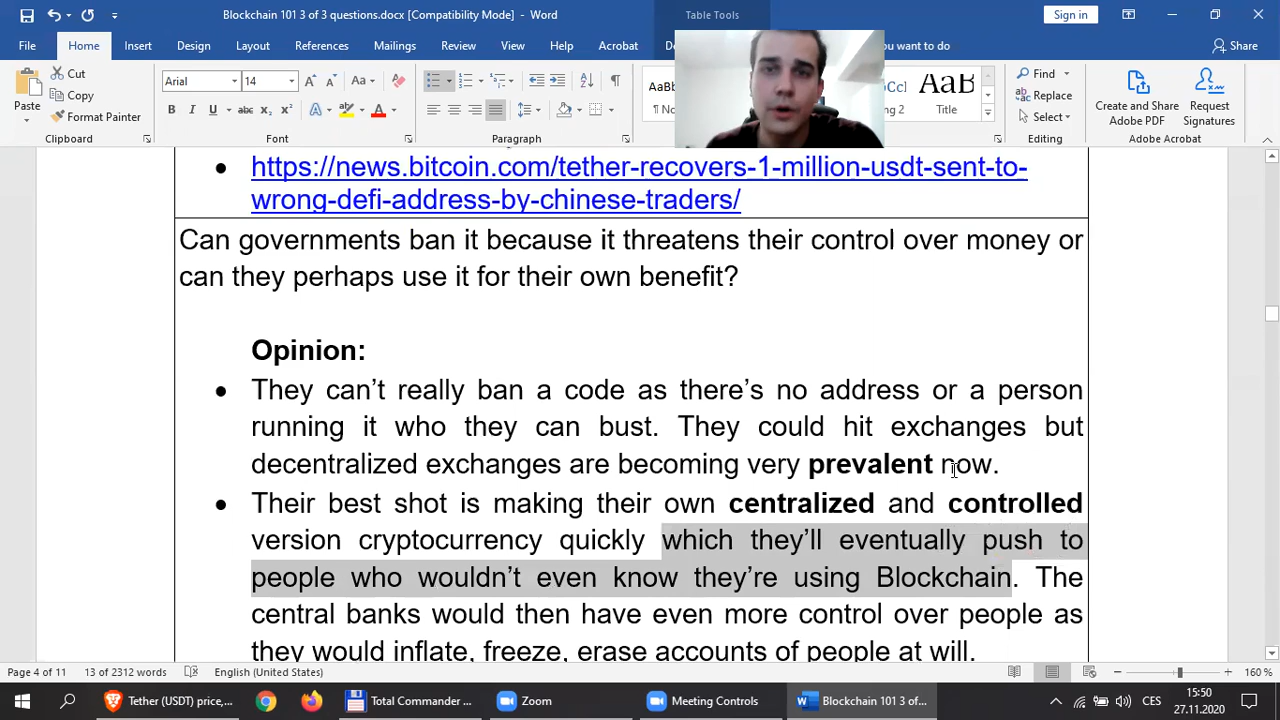 Blockchain 101 3 of 3 questions.docx [Compatibility Mode] - Word
Table Tools
Sign in
File Home Insert Draw Design Layout References Mailings Review View Help Acrobat
you want to do
Share
Paste
Cut
Copy
Format Painter
Clipboard
Arial 14
Font
Paragraph
AaBb
¶ No
AaB
Title
Find
Replace
Select
Editing
Create and Share
Adobe PDF
Request
Signatures
Adobe Acrobat
https://news.bitcoin.com/tether-recovers-1-million-usdt-sent-to-
wrong-defi-address-by-chinese-traders/
Can governments ban it because it threatens their control over money or
can they perhaps use it for their own benefit?
Opinion:
• They can’t really ban a code as there’s no address or a person
running it who they can bust. They could hit exchanges but
decentralized exchanges are becoming very prevalent now.
• Their best shot is making their own centralized and controlled
version cryptocurrency quickly which they’ll eventually push to
people who wouldn’t even know they’re using Blockchain. The
central banks would then have even more control over people as
they would inflate, freeze, erase accounts of people at will.
Page 4 of 11 13 of 2312 words English (United States) 160 %
Tether (USDT) price,... Total Commander ... Zoom Meeting Controls Blockchain 101 3 of... CES 15:50
27.11.2020